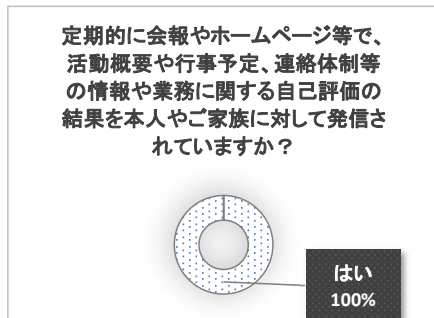 定期的に会報やホームページ等で、
活動概要や行事予定、連絡体制等
の情報や業務に関する自己評価の
結果を本人やご家族に対して発信さ
れていますか？
はい
100%